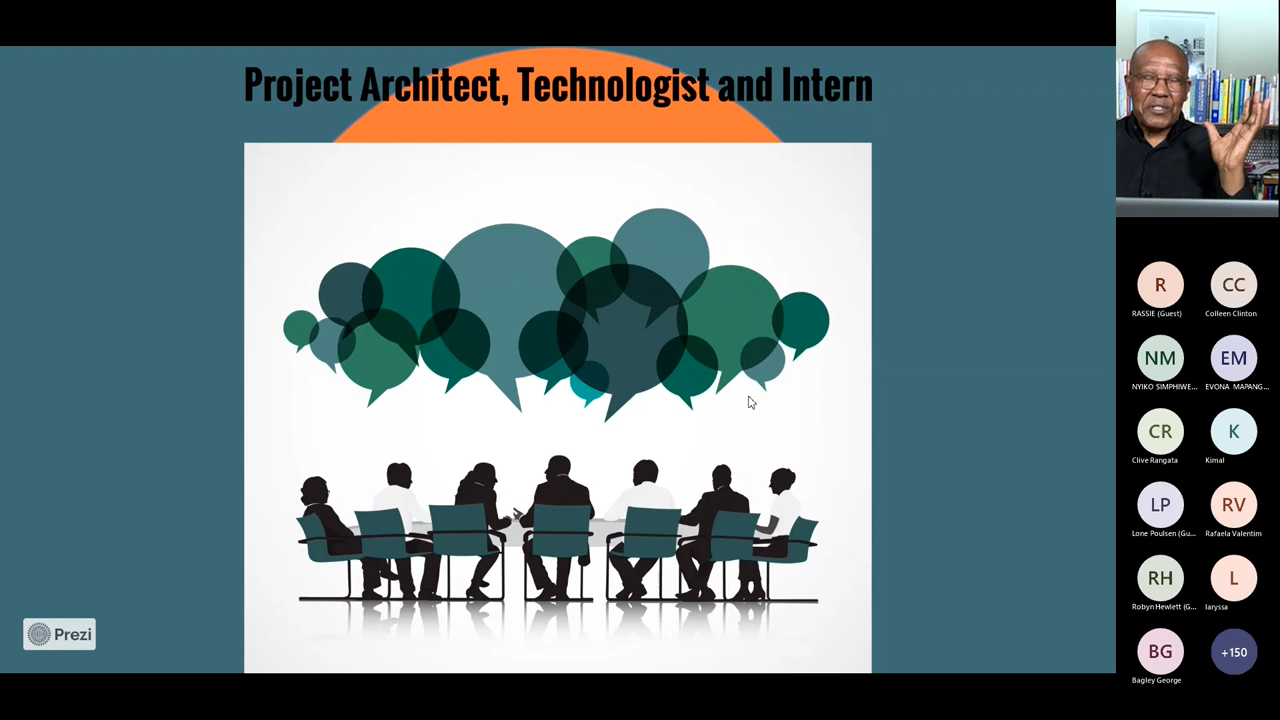 Project Architect, Technologist and Intern
Prezi
R
RASSIE (Guest)
CC
Colleen Clinton
NM
NYIKO SIMPHIWE...
EM
EVONA MAPANG...
CR
Clive Rangata
K
Kimal
LP
Lone Poulsen (Gu...
RV
Rafaela Valentim
RH
Robyn Hewlett (G...
L
laryssa
BG
Bagley George
+150